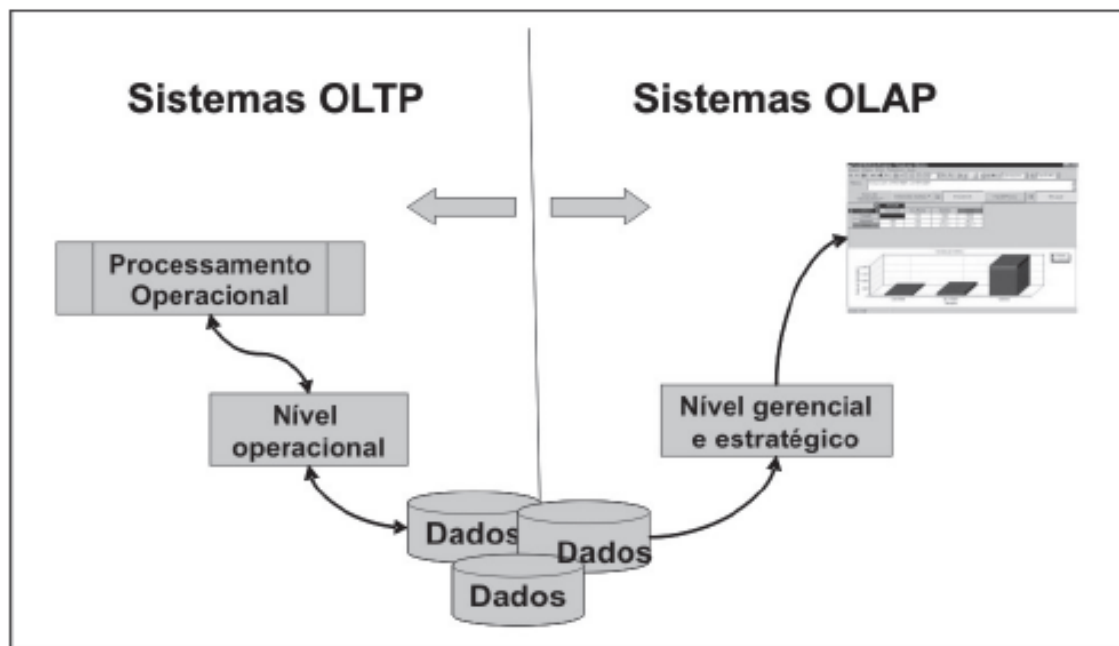 Sistemas OLTP
Sistemas OLAP
Processamento
Operacional
Nível
operacional
Nível gerencial
e estratégico
Dados
Dados
Dados